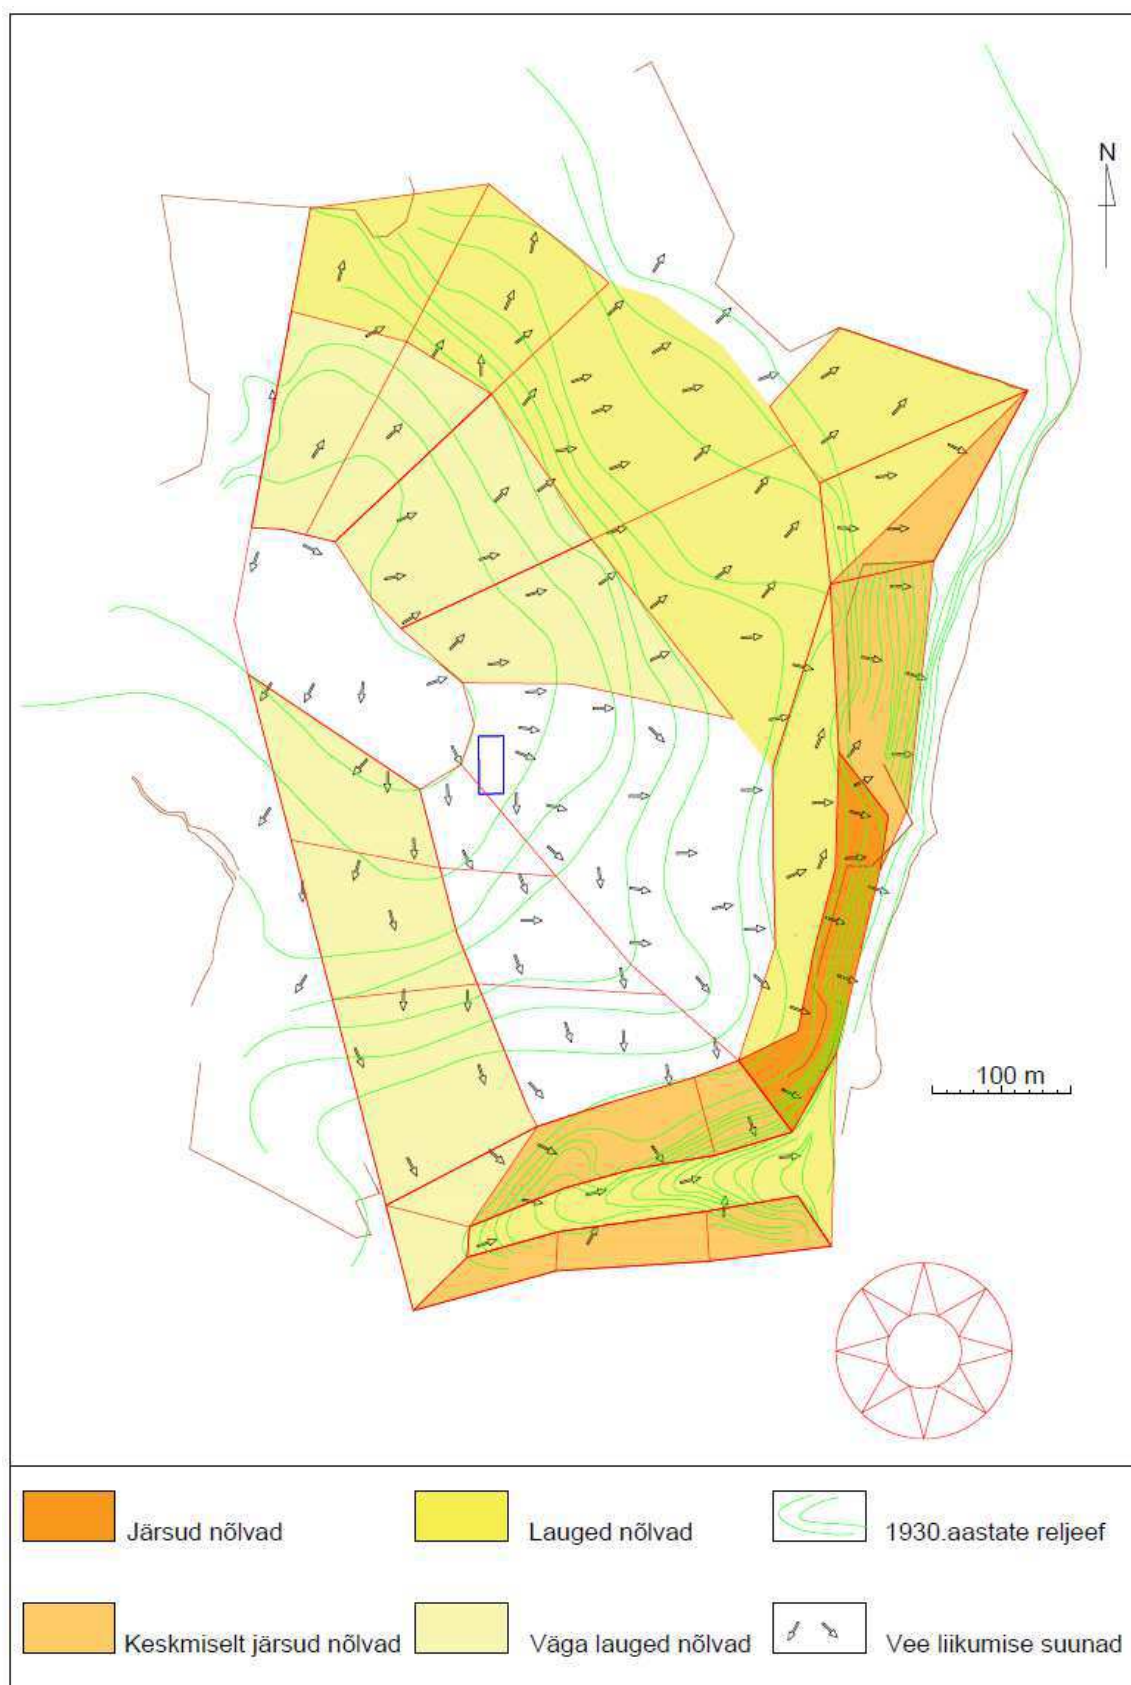 N
100 m
Järsud nõlvad
Lauged nõlvad
1930.aastate reljeef
Keskmiselt järsud nõlvad
Väga lauged nõlvad
Vee liikumise suunad